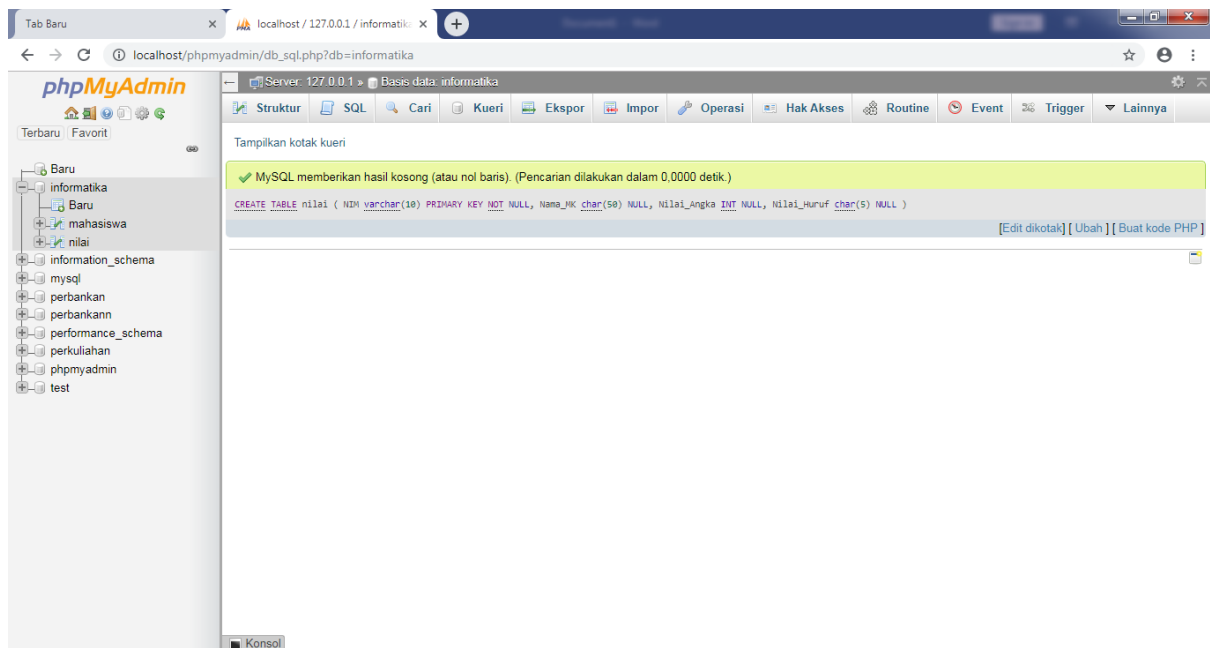 Tab Baru
localhost / 127.0.0.1 / informatika
localhost/phpmyadmin/db_sql.php?db=informatika
phpMyAdmin
Terbaru Favorit
Baru
informatika
Baru
mahasiswa
nilai
information_schema
mysql
perbankan
perbankann
performance_schema
perkuliahan
phpmyadmin
test
Server: 127.0.0.1 » Basis data: informatika
Struktur SQL Cari Kueri Ekspor Impor Operasi Hak Akses Routine Event Trigger Lainnya
Tampilkan kotak kueri
MySQL memberikan hasil kosong (atau nol baris). (Pencarian dilakukan dalam 0,0000 detik.)
CREATE TABLE nilai ( NIM varchar(10) PRIMARY KEY NOT NULL, Nama_MK char(50) NULL, Nilai_Angka INT NULL, Nilai_Huruf char(5) NULL )
[Edit dikotak] [ Ubah ] [ Buat kode PHP ]
Konsol